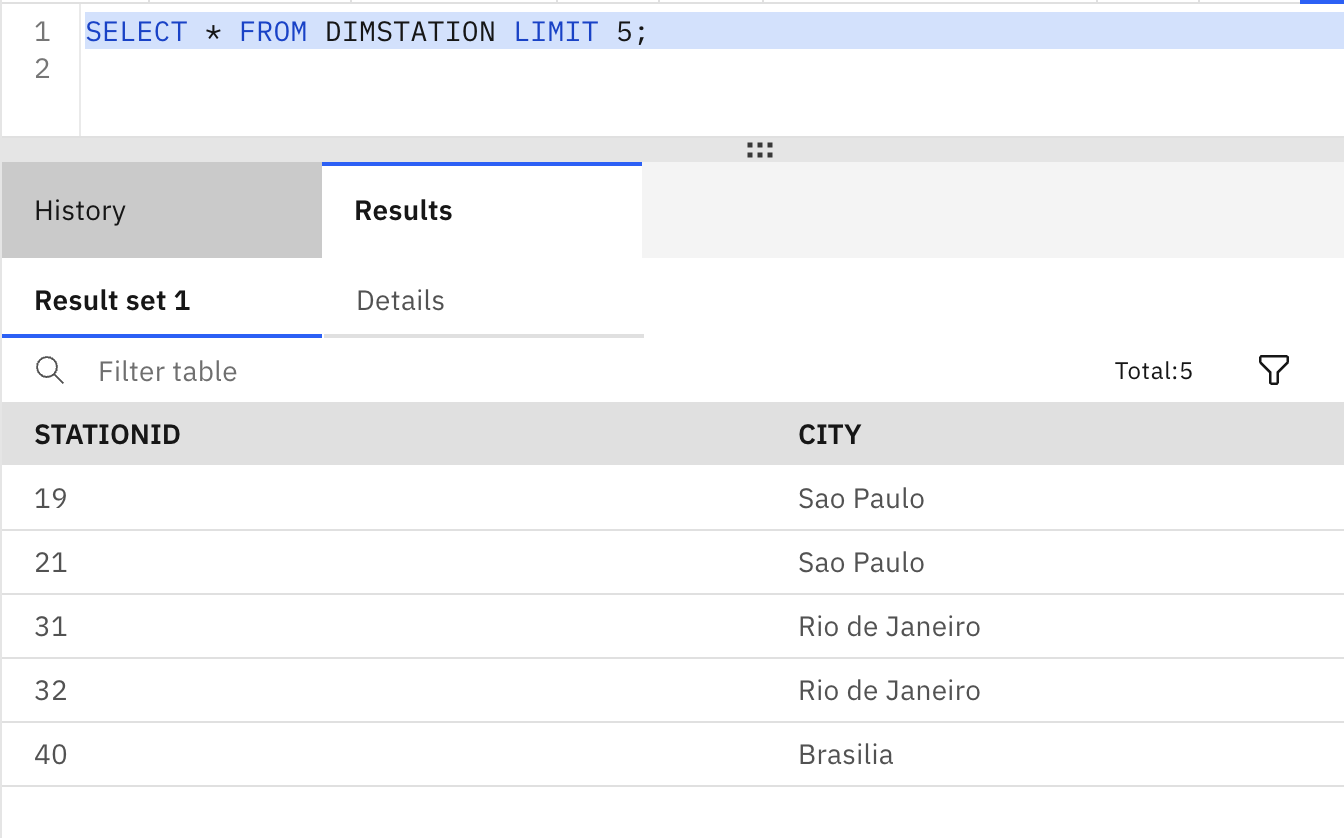 1 SELECT * FROM DIMSTATION LIMIT 5;
2
History Results
Result set 1 Details
Filter table Total:5
STATIONID CITY
19 Sao Paulo
21 Sao Paulo
31 Rio de Janeiro
32 Rio de Janeiro
40 Brasilia